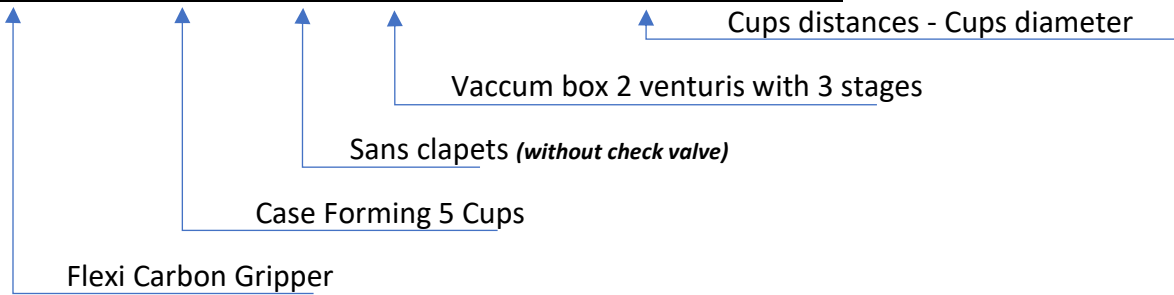 Cups distances - Cups diameter
Vaccum box 2 venturis with 3 stages
Sans clapets (without check valve)
Case Forming 5 Cups
Flexi Carbon Gripper